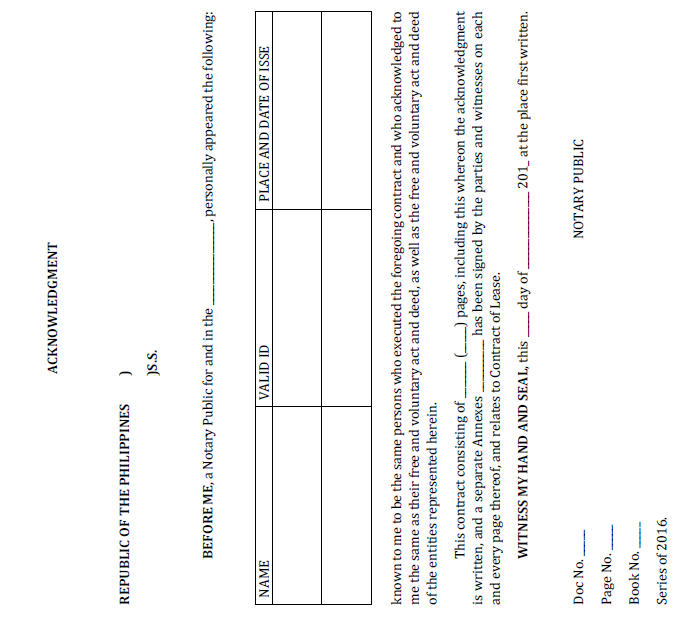 ACKNOWLEDGMENT
REPUBLIC OF THE PHILIPPINES )
)S.S.
BEFORE ME, a Notary Public for and in the ______________, personally appeared the following:
NAME VALID ID PLACE AND DATE OF ISSE
known to me to be the same persons who executed the foregoing contract and who acknowledged to
me the same as their free and voluntary act and deed, as well as the free and voluntary act and deed
of the entities represented herein.
This contract consisting of ______ (____) pages, including this whereon the acknowledgment
is written, and a separate Annexes ________ has been signed by the parties and witnesses on each
and every page thereof, and relates to Contract of Lease.
WITNESS MY HAND AND SEAL, this ____ day of _____________ 201_ at the place first written.
NOTARY PUBLIC
Doc No. ____
Page No. ____
Book No. ____
Series of 2016.